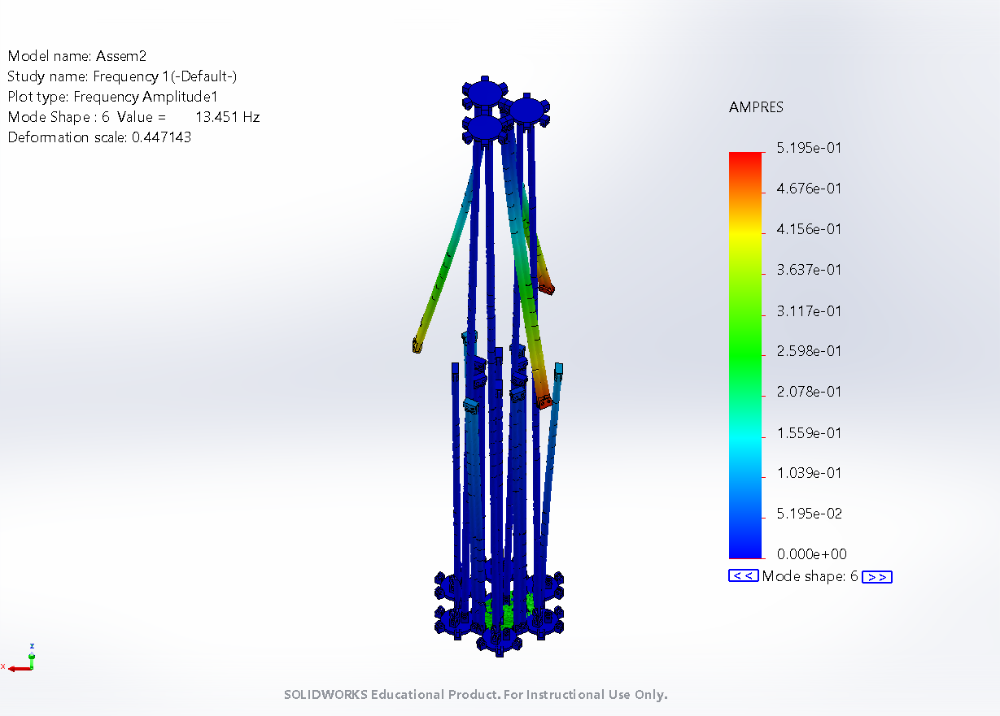 Model name: Assem2
Study name: Frequency 1(-Default-)
Plot type: Frequency Amplitude1
Mode Shape : 6 Value = 13.451 Hz
Deformation scale: 0.447143
AMPRES
5.195e-01
4.676e-01
4.156e-01
3.637e-01
3.117e-01
2.598e-01
2.078e-01
1.559e-01
1.039e-01
5.195e-02
0.000e+00
<< Mode shape: 6 >>
z
x
SOLIDWORKS Educational Product. For Instructional Use Only.